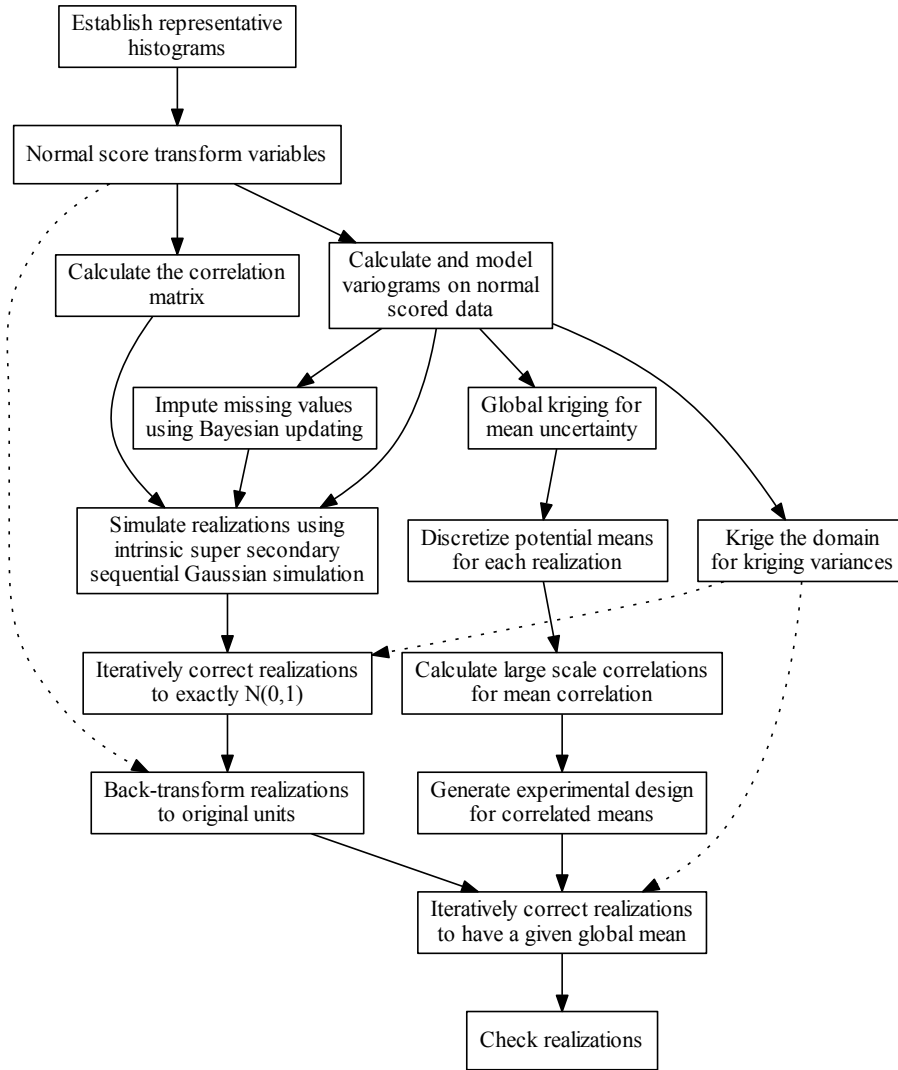 Establish representative
histograms
Normal score transform variables
Calculate the correlation
matrix
Calculate and model
variograms on normal
scored data
Impute missing values
using Bayesian updating
Global kriging for
mean uncertainty
Simulate realizations using
intrinsic super secondary
sequential Gaussian simulation
Discretize potential means
for each realization
Krige the domain
for kriging variances
Iteratively correct realizations
to exactly N(0,1)
Calculate large scale correlations
for mean correlation
Back-transform realizations
to original units
Generate experimental design
for correlated means
Iteratively correct realizations
to have a given global mean
Check realizations